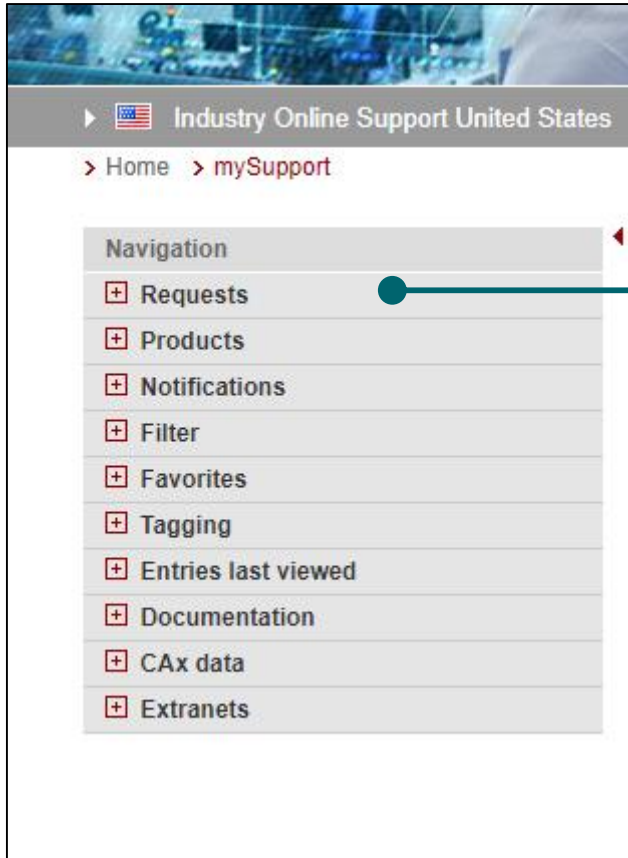 Industry Online Support United States
Home mySupport
Navigation
Requests
Products
Notifications
Filter
Favorites
Tagging
Entries last viewed
Documentation
CAx data
Extranets